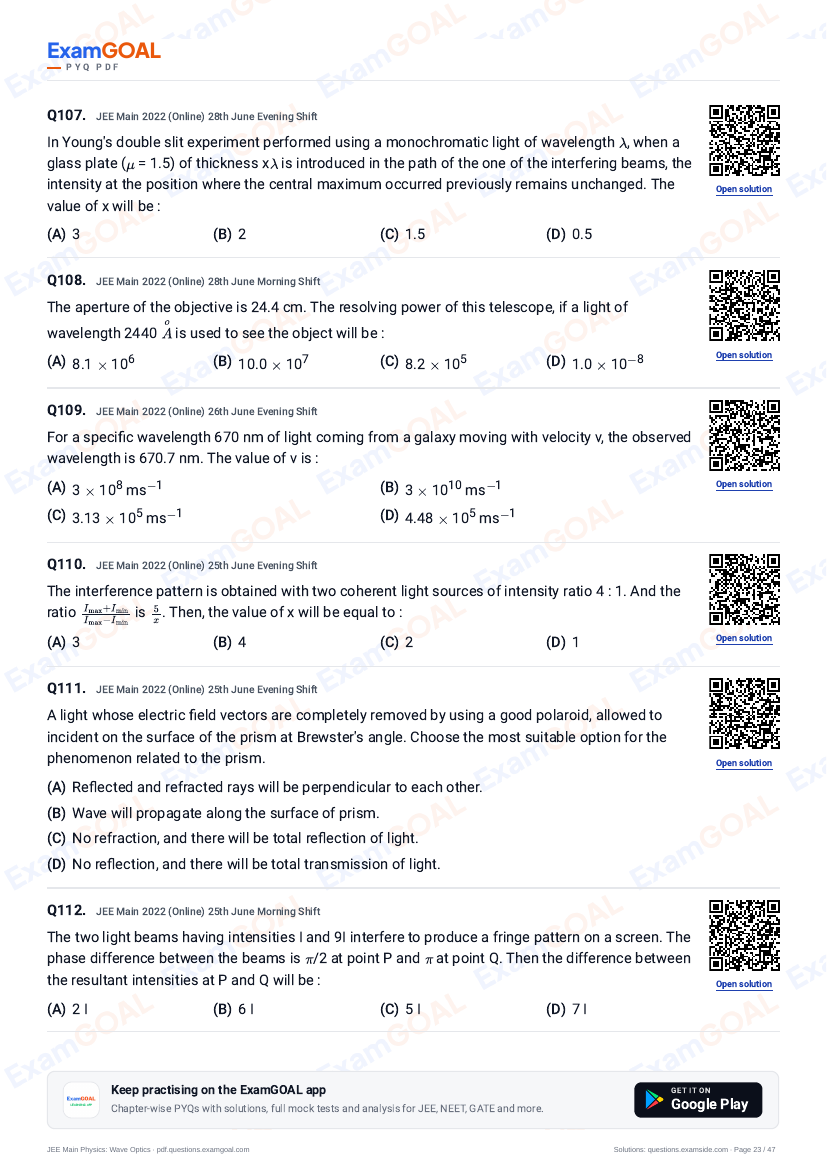 ExamGOAL
PYQ PDF
Q107. JEE Main 2022 (Online) 28th June Evening Shift
In Young's double slit experiment performed using a monochromatic light of wavelength λ, when a
glass plate (μ = 1.5) of thickness xλ is introduced in the path of the one of the interfering beams, the
intensity at the position where the central maximum occurred previously remains unchanged. The
value of x will be :
(A) 3 (B) 2 (C) 1.5 (D) 0.5
Open solution
Q108. JEE Main 2022 (Online) 28th June Morning Shift
The aperture of the objective is 24.4 cm. The resolving power of this telescope, if a light of
wavelength 2440 $\overset{o}{A}$ is used to see the object will be :
(A) 8.1 × 10⁶ (B) 10.0 × 10⁷ (C) 8.2 × 10⁵ (D) 1.0 × 10⁻⁸
Open solution
Q109. JEE Main 2022 (Online) 26th June Evening Shift
For a specific wavelength 670 nm of light coming from a galaxy moving with velocity v, the observed
wavelength is 670.7 nm. The value of v is :
(A) 3 × 10⁸ ms⁻¹ (B) 3 × 10¹⁰ ms⁻¹
(C) 3.13 × 10⁵ ms⁻¹ (D) 4.48 × 10⁵ ms⁻¹
Open solution
Q110. JEE Main 2022 (Online) 25th June Evening Shift
The interference pattern is obtained with two coherent light sources of intensity ratio 4 : 1. And the
ratio $\frac{I_{max}+I_{min}}{I_{max}-I_{min}}$ is $\frac{5}{x}$. Then, the value of x will be equal to :
(A) 3 (B) 4 (C) 2 (D) 1
Open solution
Q111. JEE Main 2022 (Online) 25th June Evening Shift
A light whose electric field vectors are completely removed by using a good polaroid, allowed to
incident on the surface of the prism at Brewster's angle. Choose the most suitable option for the
phenomenon related to the prism.
(A) Reflected and refracted rays will be perpendicular to each other.
(B) Wave will propagate along the surface of prism.
(C) No refraction, and there will be total reflection of light.
(D) No reflection, and there will be total transmission of light.
Open solution
Q112. JEE Main 2022 (Online) 25th June Morning Shift
The two light beams having intensities I and 9I interfere to produce a fringe pattern on a screen. The
phase difference between the beams is π/2 at point P and π at point Q. Then the difference between
the resultant intensities at P and Q will be :
(A) 2 I (B) 6 I (C) 5 I (D) 7 I
Open solution
Keep practising on the ExamGOAL app
Chapter-wise PYQs with solutions, full mock tests and analysis for JEE, NEET, GATE and more.
ExamGOAL
GET IT ON
Google Play
JEE Main Physics: Wave Optics · pdf.questions.examgoal.com
Solutions: questions.examside.com · Page 23 / 47